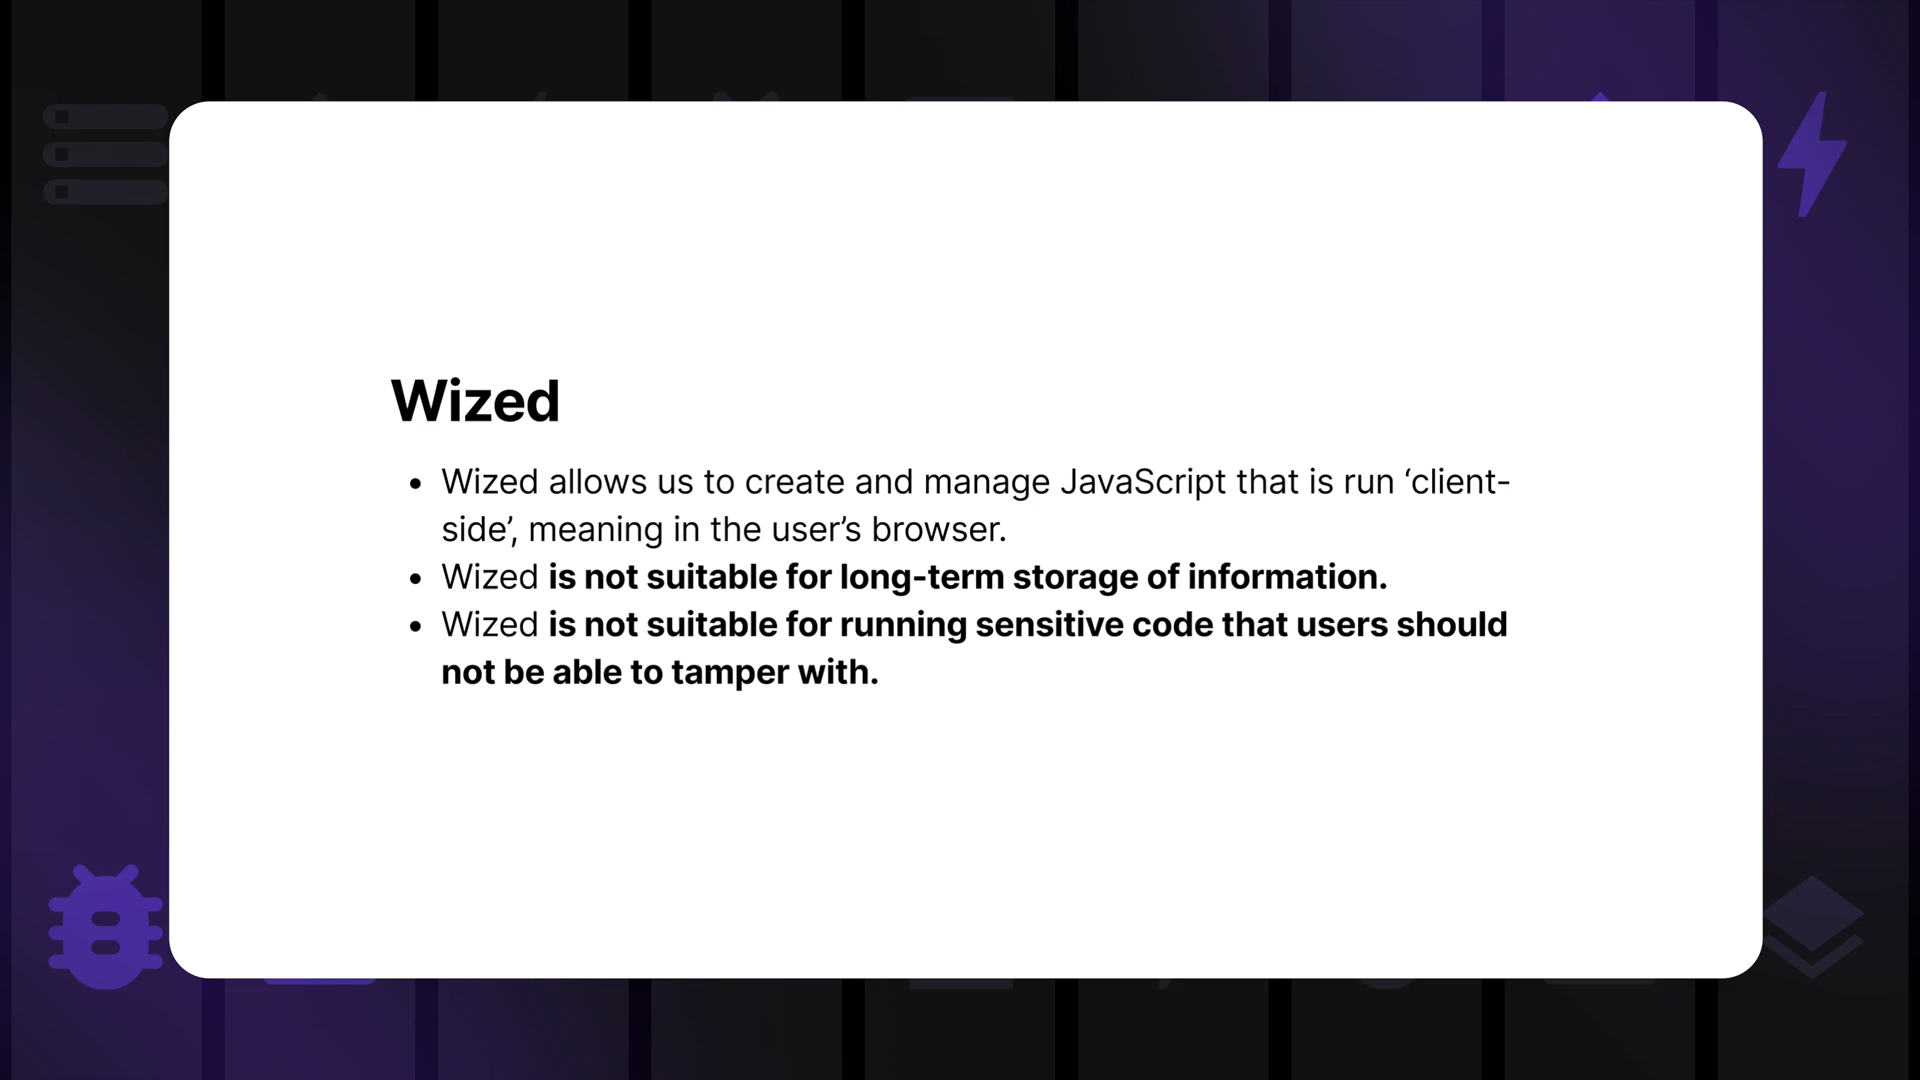 Wized
• Wized allows us to create and manage JavaScript that is run ‘client-
side’, meaning in the user’s browser.
• Wized is not suitable for long-term storage of information.
• Wized is not suitable for running sensitive code that users should
not be able to tamper with.